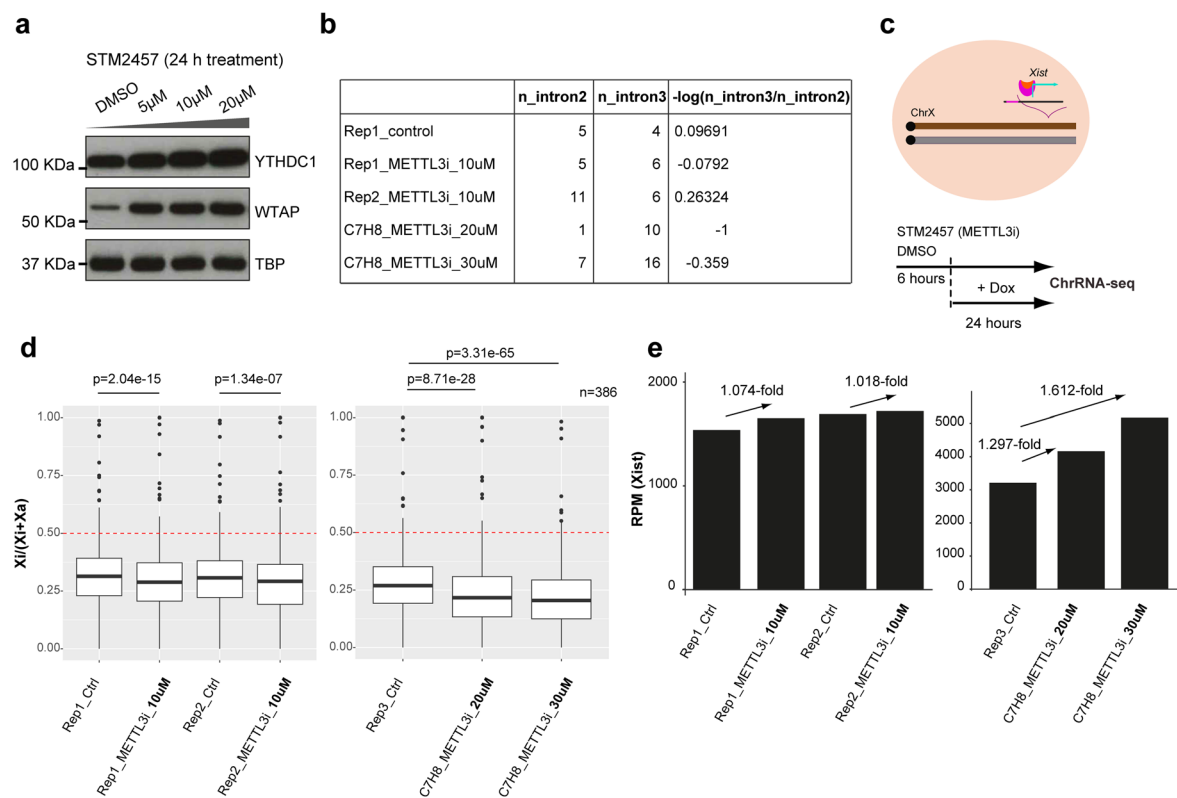 a
STM2457 (24 h treatment)
DMSO 5µM 10µM 20µM
100 KDa YTHDC1
50 KDa WTAP
37 KDa TBP
b
n_intron2 n_intron3 -log(n_intron3/n_intron2)
Rep1_control 5 4 0.09691
Rep1_METTL3i_10uM 5 6 -0.0792
Rep2_METTL3i_10uM 11 6 0.26324
C7H8_METTL3i_20uM 1 10 -1
C7H8_METTL3i_30uM 7 16 -0.359
c
Xist
ChrX
STM2457 (METTL3i)
DMSO
6 hours + Dox ChrRNA-seq
24 hours
d
p=2.04e-15 p=1.34e-07
p=3.31e-65
p=8.71e-28
n=386
Xi/(Xi+Xa)
1.00
0.75
0.50
0.25
0.00
1.00
0.75
0.50
0.25
0.00
Rep1_Ctrl
Rep1_METTL3i_10uM
Rep2_Ctrl
Rep2_METTL3i_10uM
Rep3_Ctrl
C7H8_METTL3i_20uM
C7H8_METTL3i_30uM
e
RPM (Xist)
2000
1000
0
1.074-fold 1.018-fold
Rep1_Ctrl
Rep1_METTL3i_10uM
Rep2_Ctrl
Rep2_METTL3i_10uM
5000
4000
3000
2000
1000
0
1.612-fold
1.297-fold
Rep3_Ctrl
C7H8_METTL3i_20uM
C7H8_METTL3i_30uM